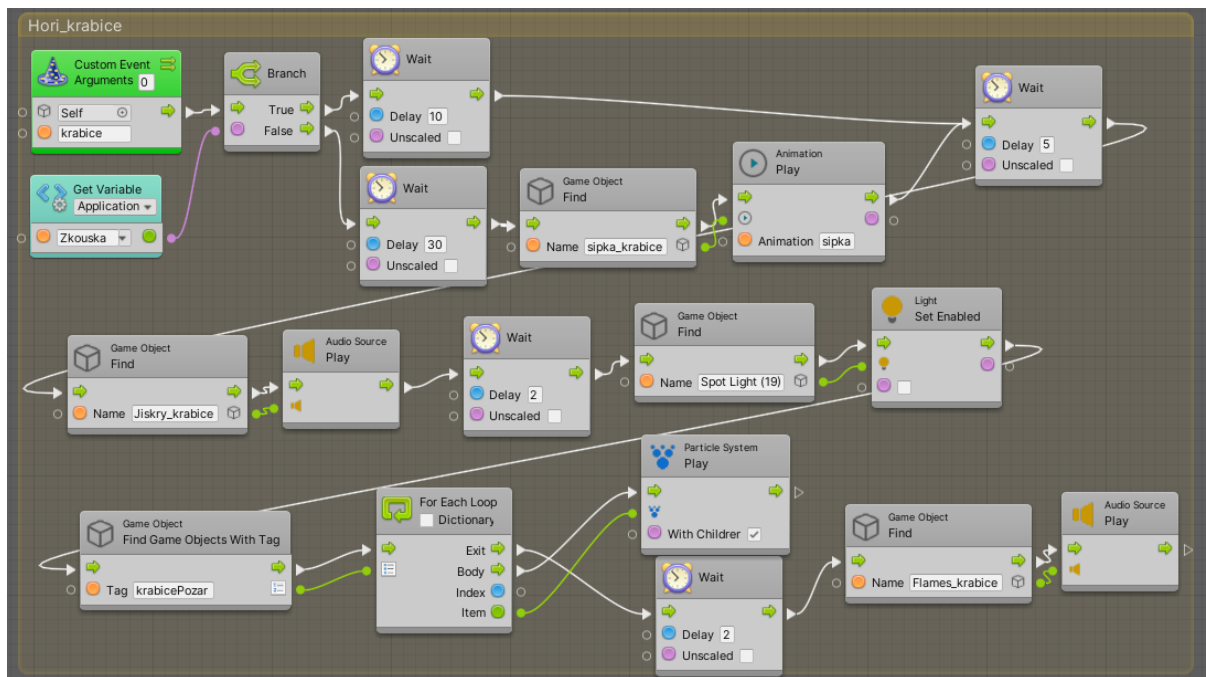 Hori_krabice
Custom Event
Arguments 0
Self
krabice
Branch
True
False
Wait
Delay 10
Unscaled
Get Variable
Application
Zkouska
Wait
Delay 30
Unscaled
Game Object
Find
Name sipka_krabice
Animation
Play
Animation sipka
Wait
Delay 5
Unscaled
Game Object
Find
Name Jiskry_krabice
Audio Source
Play
Wait
Delay 2
Unscaled
Game Object
Find
Name Spot Light (19)
Light
Set Enabled
Game Object
Find Game Objects With Tag
Tag krabicePozar
For Each Loop
Dictionary
Exit
Body
Index
Item
Particle System
Play
With Childrer
Wait
Delay 2
Unscaled
Game Object
Find
Name Flames_krabice
Audio Source
Play